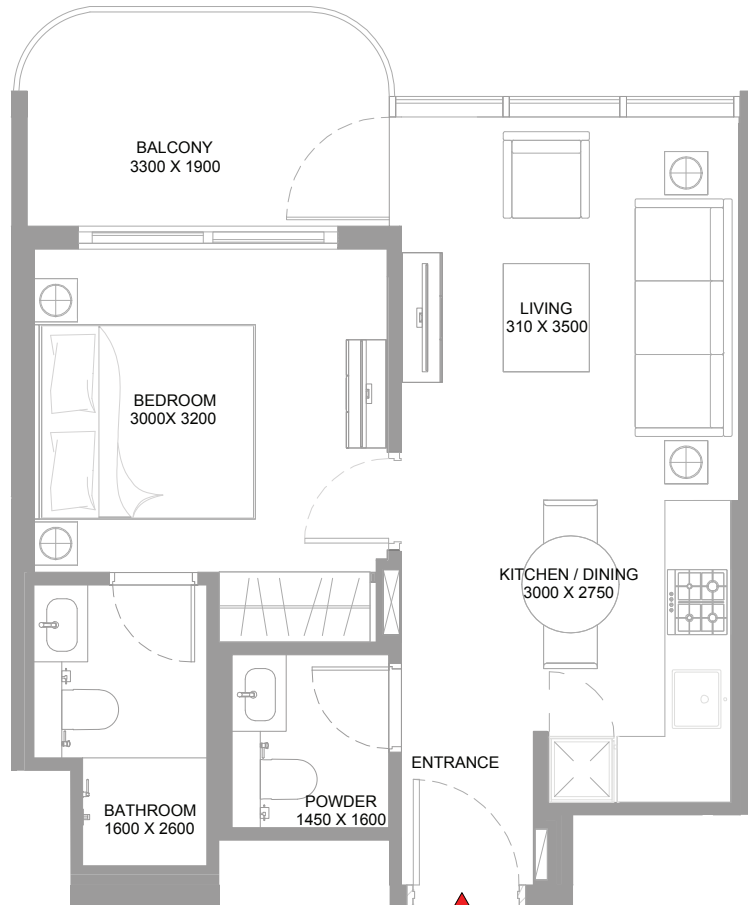 BALCONY
3300 X 1900
LIVING
310 X 3500
BEDROOM
3000X 3200
KITCHEN / DINING
3000 X 2750
ENTRANCE
BATHROOM
1600 X 2600
POWDER
1450 X 1600